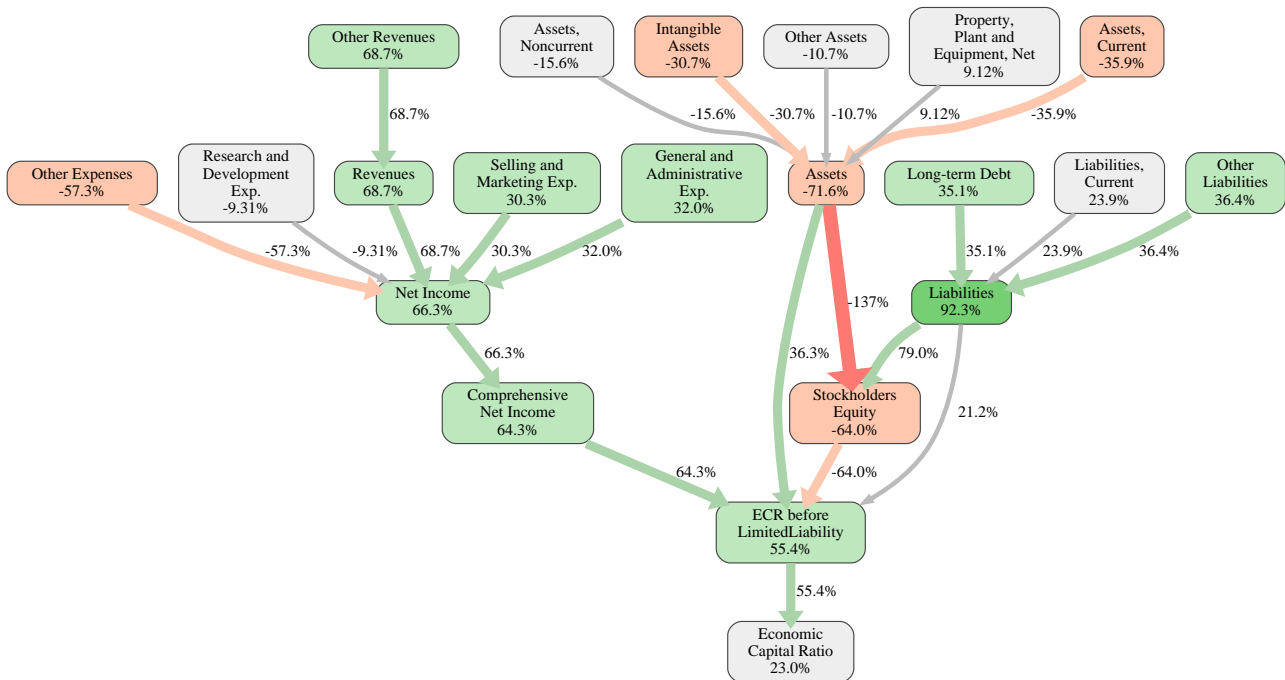 Other Revenues
68.7%
Assets,
Noncurrent
-15.6%
Intangible
Assets
-30.7%
Other Assets
-10.7%
Property,
Plant and
Equipment, Net
9.12%
Assets,
Current
-35.9%
68.7%
-15.6%
-30.7%
-10.7%
9.12%
-35.9%
Other Expenses
-57.3%
Research and
Development
Exp.
-9.31%
Revenues
68.7%
Selling and
Marketing Exp.
30.3%
General and
Administrative
Exp.
32.0%
Assets
-71.6%
Long-term Debt
35.1%
Liabilities,
Current
23.9%
Other
Liabilities
36.4%
-57.3%
-9.31%
68.7%
30.3%
32.0%
35.1%
23.9%
36.4%
Net Income
66.3%
Liabilities
92.3%
-137%
66.3%
36.3%
79.0%
Comprehensive
Net Income
64.3%
Stockholders
Equity
-64.0%
21.2%
64.3%
-64.0%
ECR before
LimitedLiability
55.4%
55.4%
Economic
Capital Ratio
23.0%